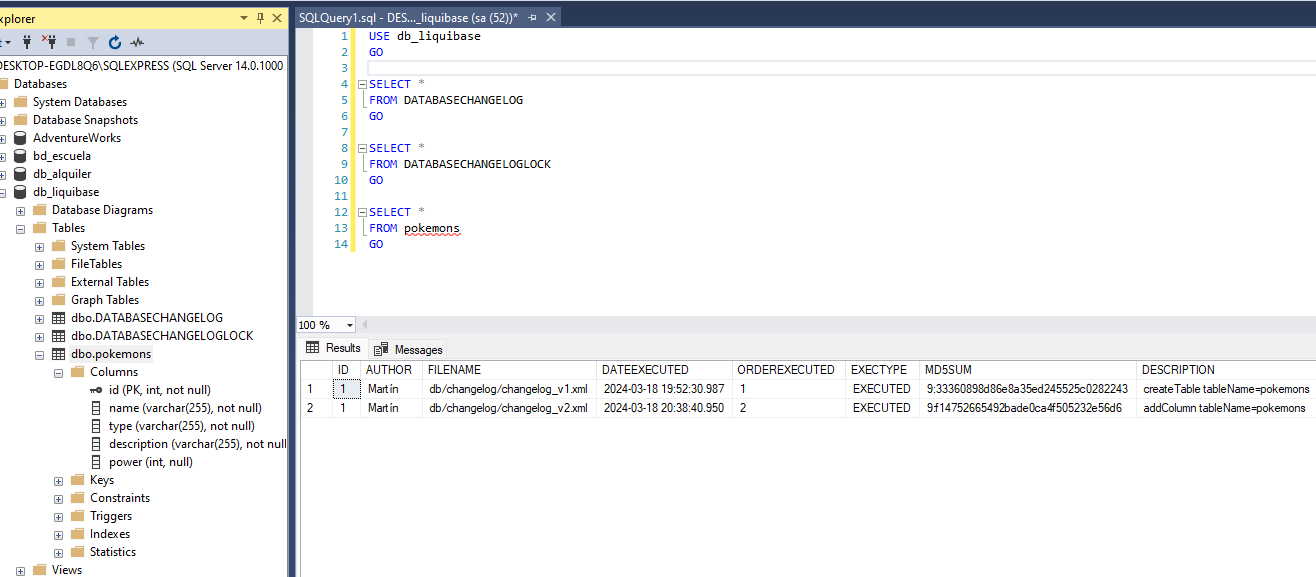 xplorer
DESKTOP-EGDL8Q6\SQLEXPRESS (SQL Server 14.0.1000
Databases
System Databases
Database Snapshots
AdventureWorks
bd_escuela
db_alquiler
db_liquibase
Database Diagrams
Tables
System Tables
FileTables
External Tables
Graph Tables
dbo.DATABASECHANGELOG
dbo.DATABASECHANGELOGLOCK
dbo.pokemons
Columns
id (PK, int, not null)
name (varchar(255), not null)
type (varchar(255), not null)
description (varchar(255), not null
power (int, null)
Keys
Constraints
Triggers
Indexes
Statistics
Views
SQLQuery1.sql - DES..._liquibase (sa (52))*
1 USE db_liquibase
2 GO
3
4 SELECT *
5 FROM DATABASECHANGELOG
6 GO
7
8 SELECT *
9 FROM DATABASECHANGELOGLOCK
10 GO
11
12 SELECT *
13 FROM pokemons
14 GO
100 %
Results Messages
ID AUTHOR FILENAME DATEEXECUTED ORDEREXECUTED EXECTYPE MD5SUM DESCRIPTION
1 1 Martín db/changelog/changelog_v1.xml 2024-03-18 19:52:30.987 1 EXECUTED 9:33360898d86e8a35ed245525c0282243 createTable tableName=pokemons
2 1 Martín db/changelog/changelog_v2.xml 2024-03-18 20:38:40.950 2 EXECUTED 9:f14752665492bade0ca4f505232e56d6 addColumn tableName=pokemons